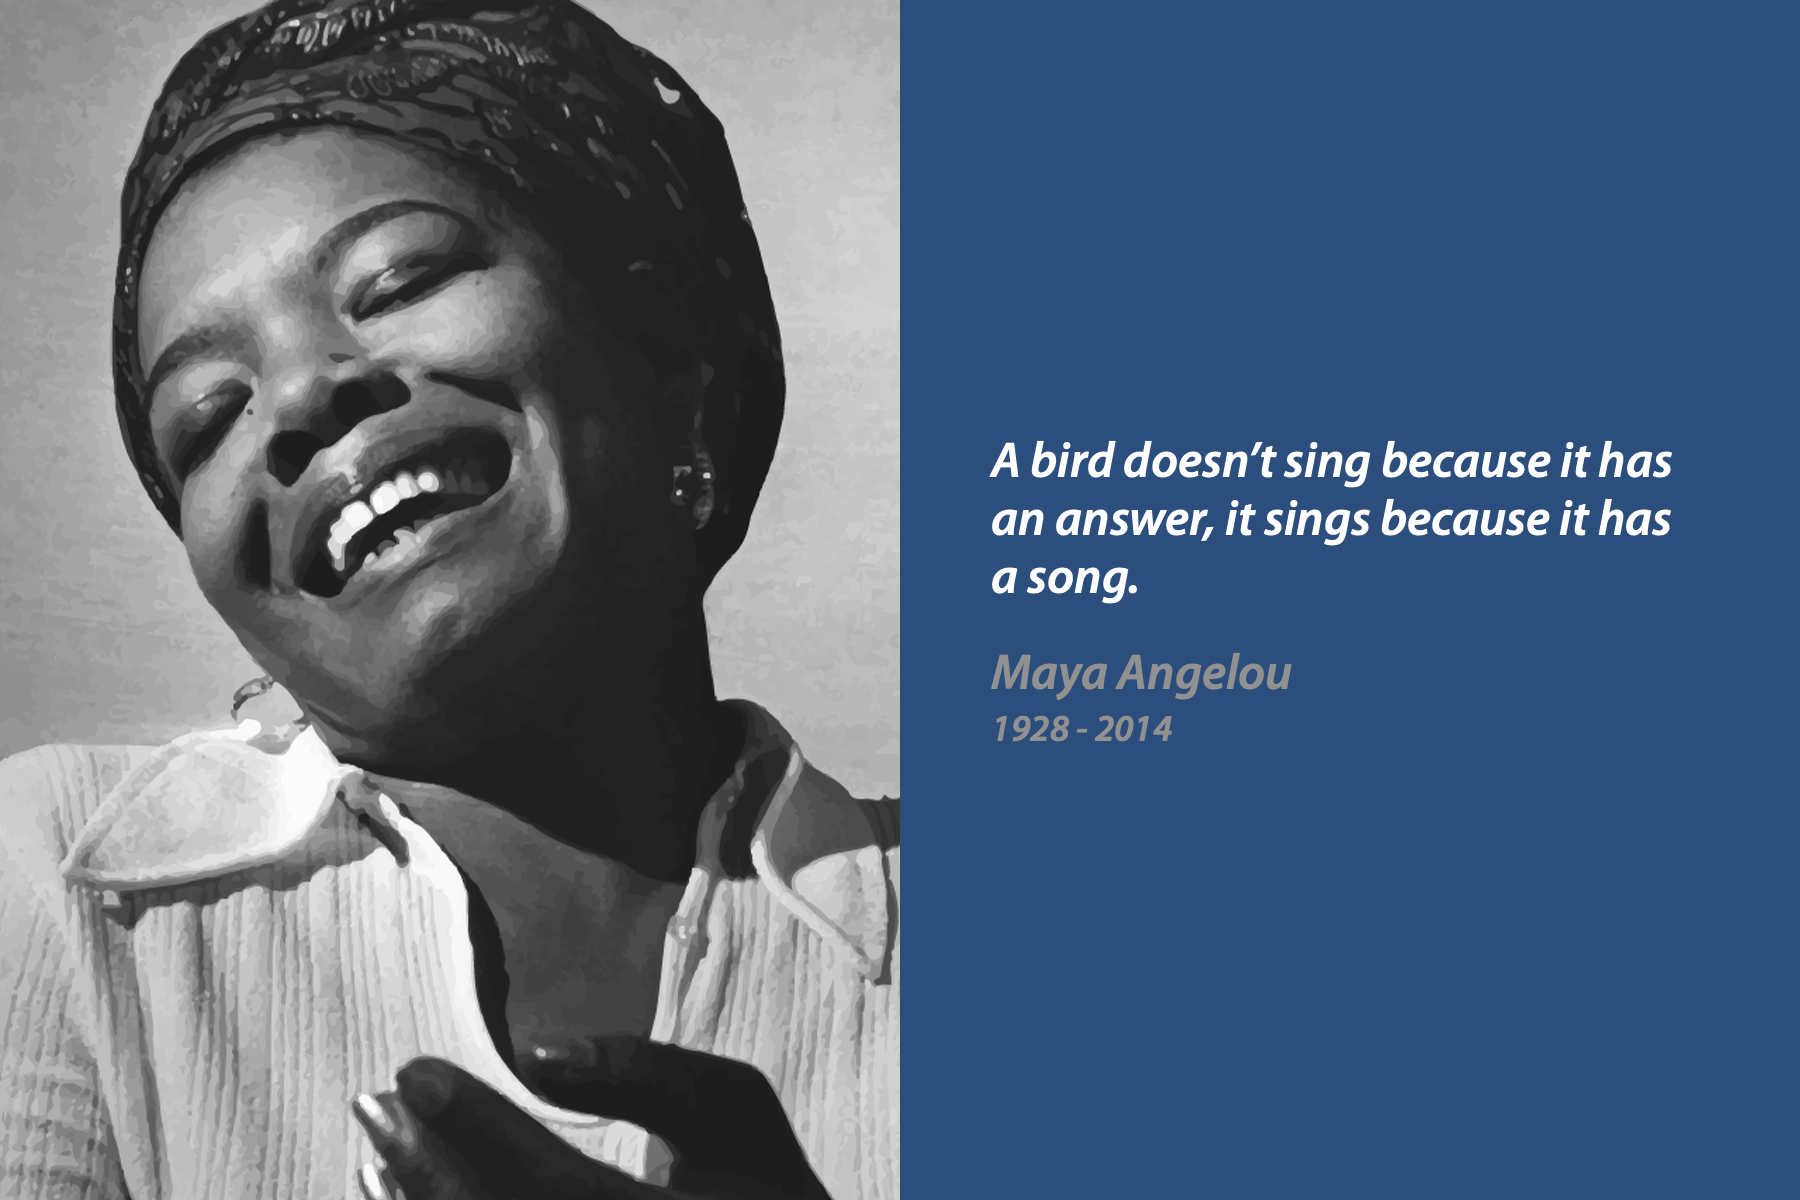 A bird doesn’t sing because it has
an answer, it sings because it has
a song.
Maya Angelou
1928 - 2014